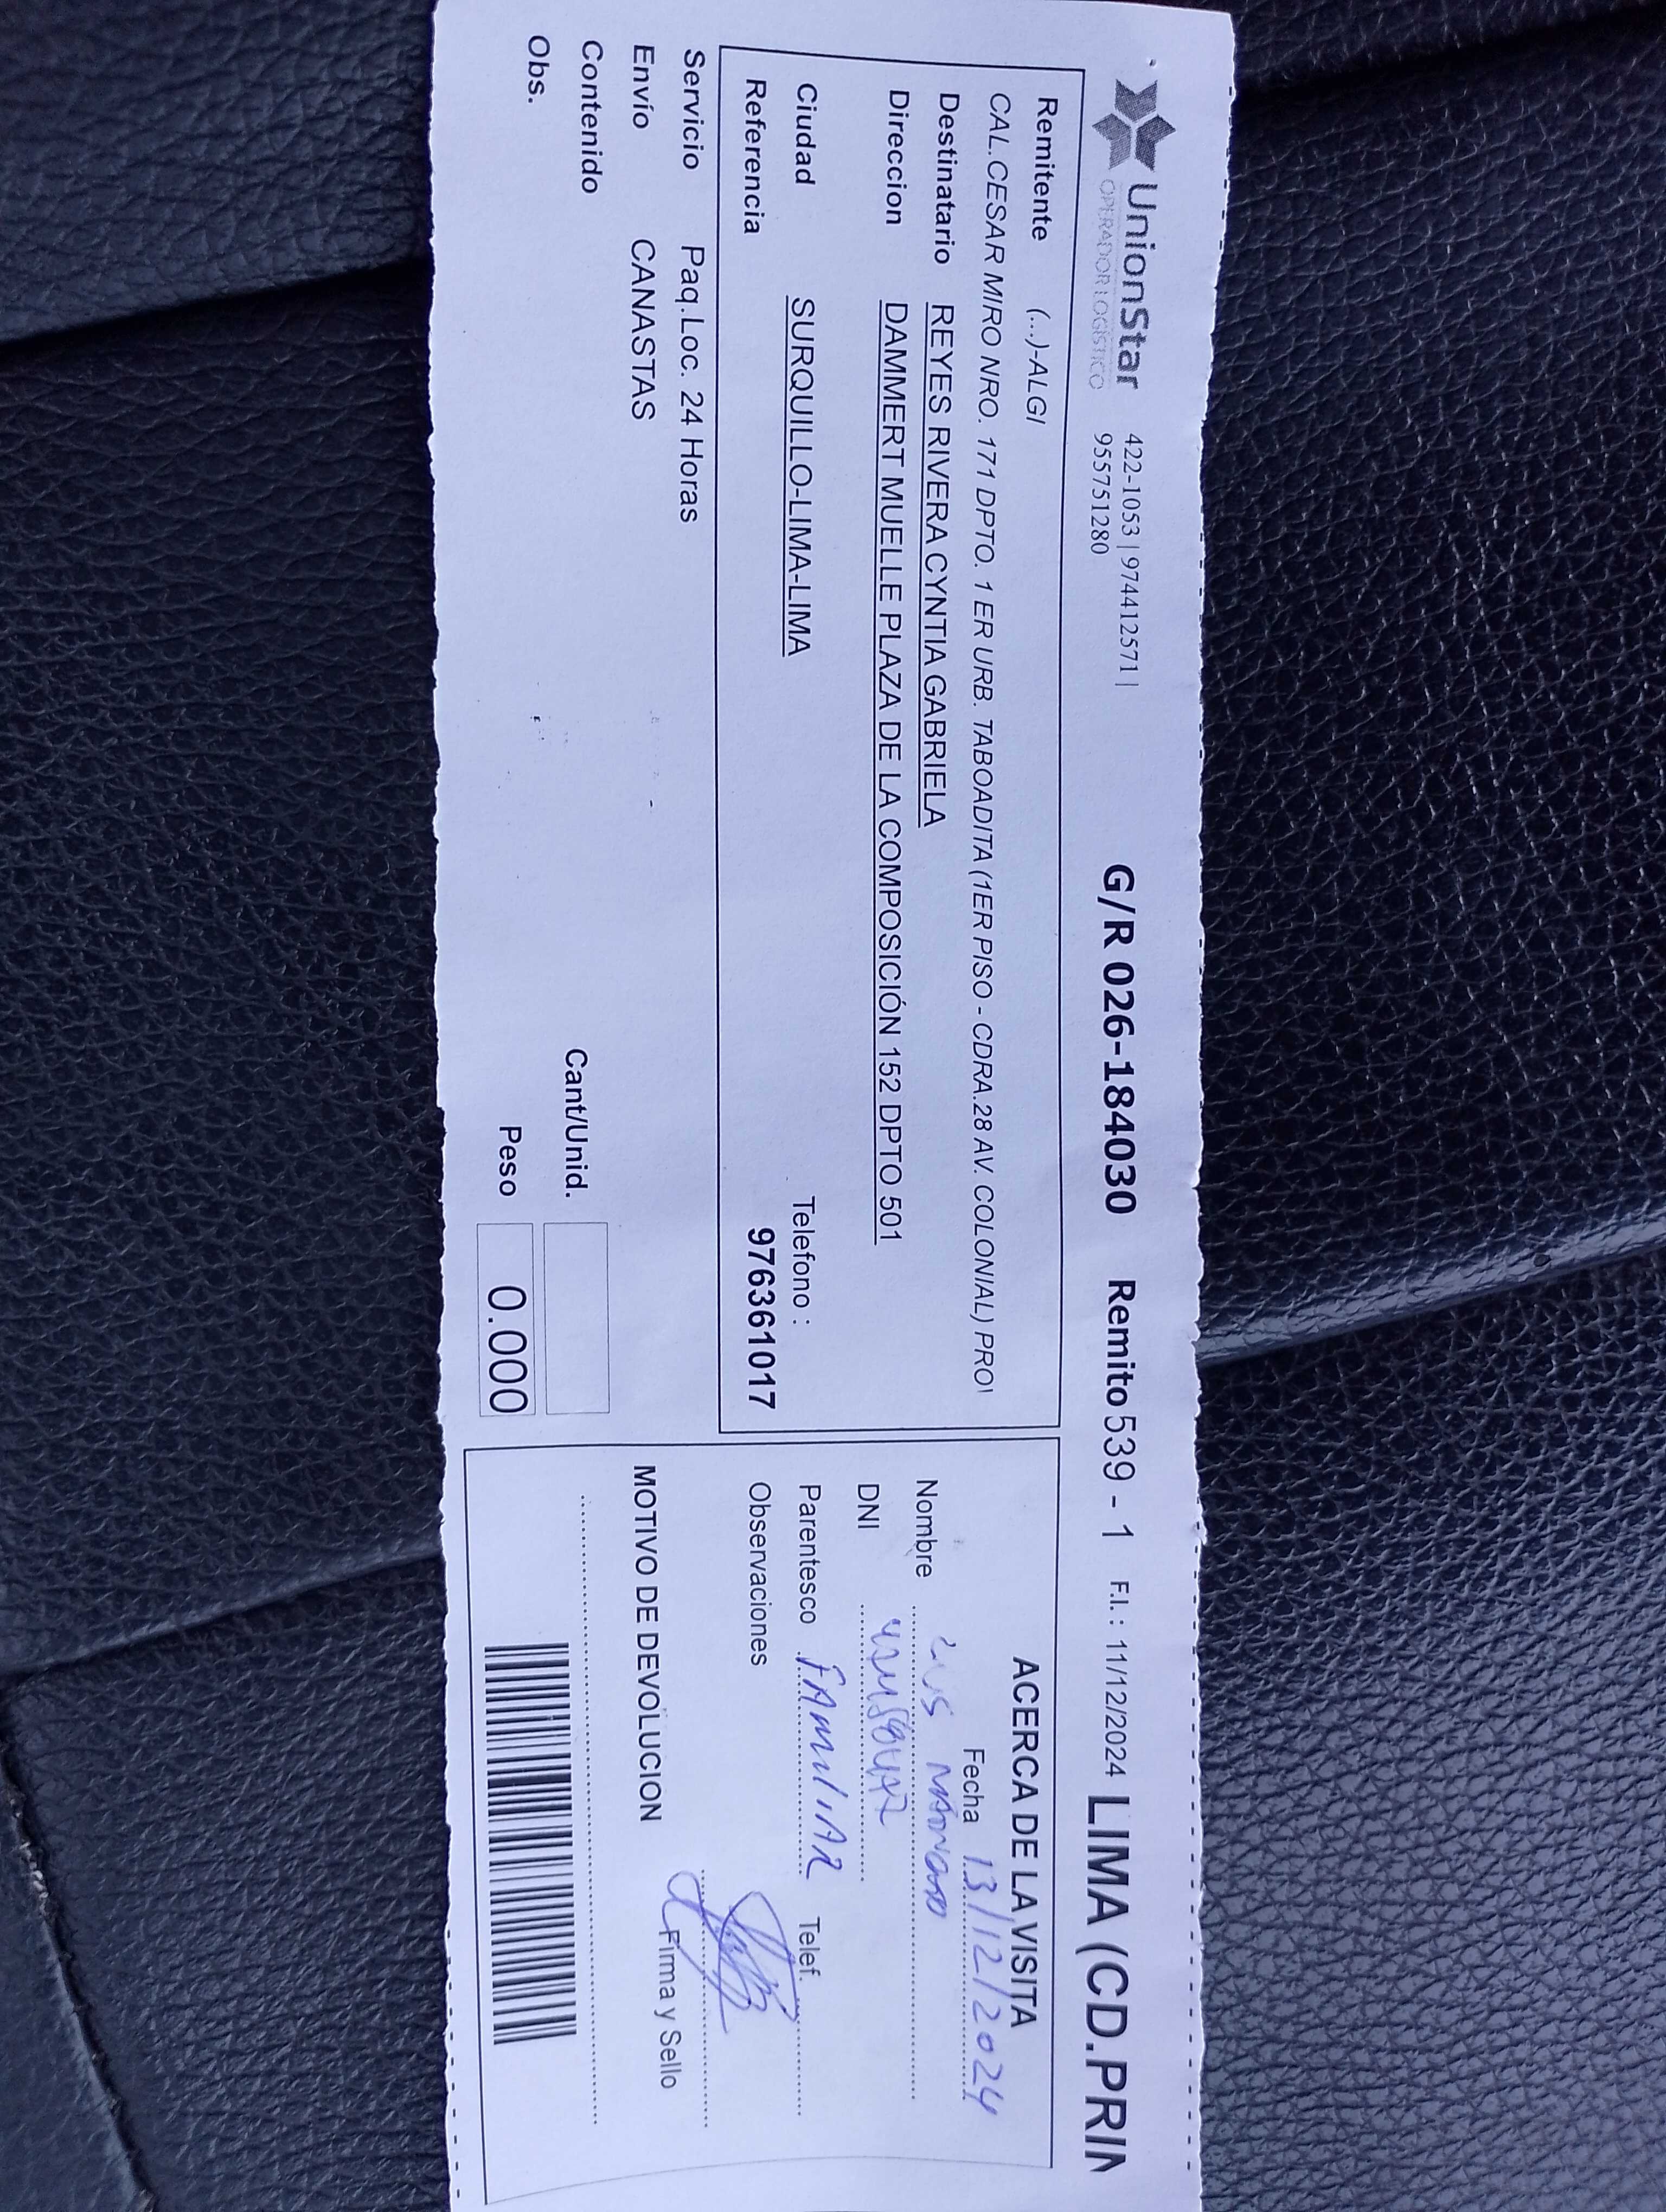 UnionStar
OPERADOR LOGISTICO
422-1053 | 974412571 |
955751280
G/R 026-184030 Remito 539 - 1 F.I. : 11/12/2024 LIMA (CD.PRIN
Remitente (...)-ALGI
CAL.CESAR MIRO NRO. 171 DPTO. 1 ER URB. TABOADITA (1ER PISO - CDRA.28 AV. COLONIAL) PRO
Destinatario REYES RIVERA CYNTIA GABRIELA
Direccion DAMMERT MUELLE PLAZA DE LA COMPOSICIÓN 152 DPTO 501
Ciudad SURQUILLO-LIMA-LIMA
Telefono :
Referencia
976361017
Servicio Paq.Loc. 24 Horas
Envío CANASTAS
Contenido
Cant/Unid.
Obs.
Peso 0.000
ACERCA DE LA VISITA
Fecha 13/12/2024
Nombre
DNI
Parentesco FAMILIAR Telef.
Observaciones
Firma y Sello
MOTIVO DE DEVOLUCION